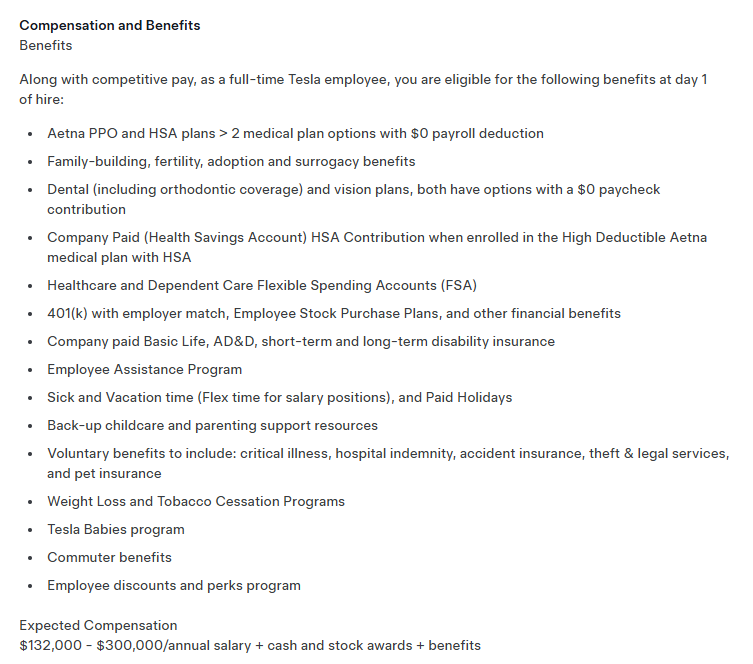 Compensation and Benefits
Benefits
Along with competitive pay, as a full-time Tesla employee, you are eligible for the following benefits at day 1
of hire:
• Aetna PPO and HSA plans > 2 medical plan options with $0 payroll deduction
• Family-building, fertility, adoption and surrogacy benefits
• Dental (including orthodontic coverage) and vision plans, both have options with a $0 paycheck
contribution
• Company Paid (Health Savings Account) HSA Contribution when enrolled in the High Deductible Aetna
medical plan with HSA
• Healthcare and Dependent Care Flexible Spending Accounts (FSA)
• 401(k) with employer match, Employee Stock Purchase Plans, and other financial benefits
• Company paid Basic Life, AD&D, short-term and long-term disability insurance
• Employee Assistance Program
• Sick and Vacation time (Flex time for salary positions), and Paid Holidays
• Back-up childcare and parenting support resources
• Voluntary benefits to include: critical illness, hospital indemnity, accident insurance, theft & legal services,
and pet insurance
• Weight Loss and Tobacco Cessation Programs
• Tesla Babies program
• Commuter benefits
• Employee discounts and perks program
Expected Compensation
$132,000 - $300,000/annual salary + cash and stock awards + benefits